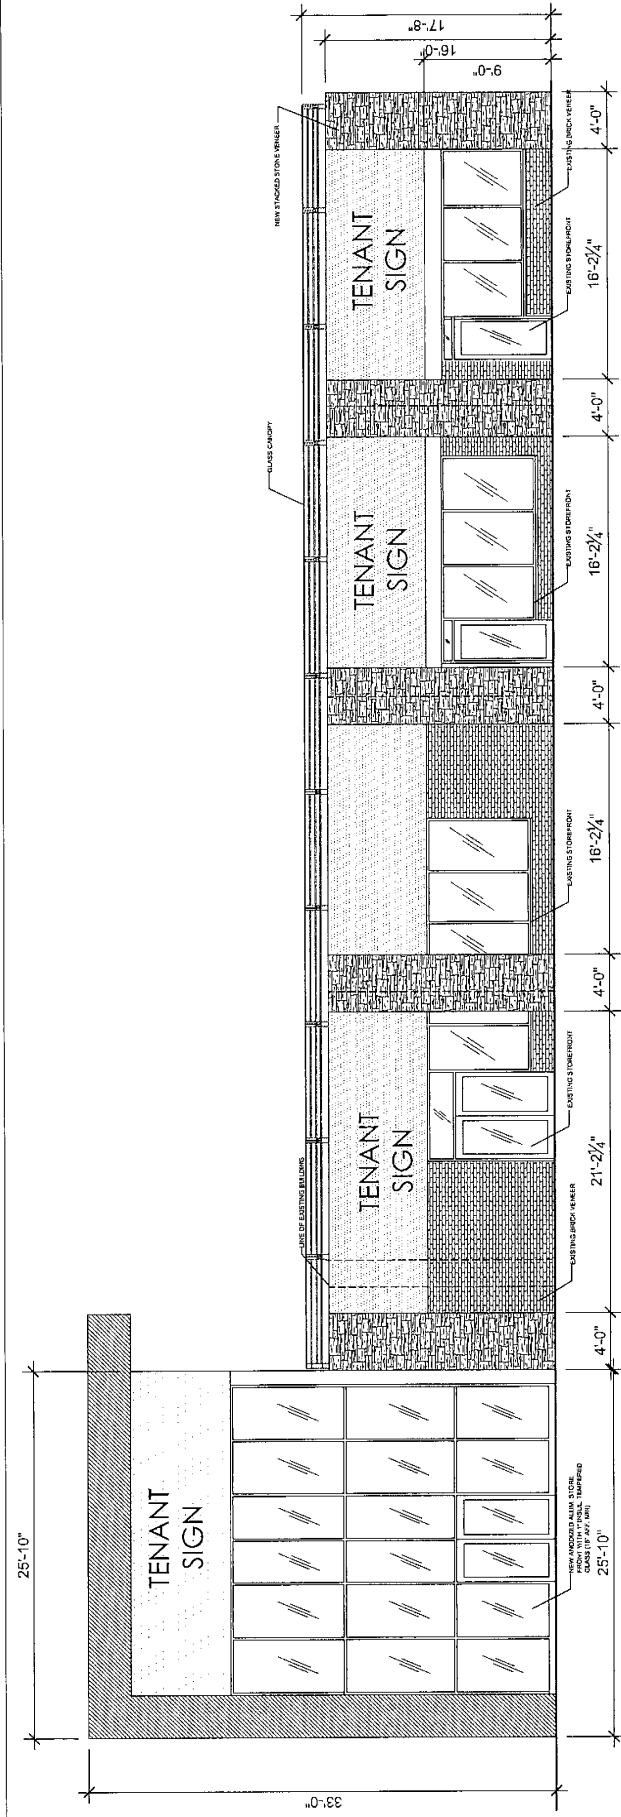 25'-10"
33'-0"
TENANT
SIGN
NEW ANODIZED ALUM. STORE
FRONT WITH 1" INSUL. TEMPERED
25'-10"
4'-0"
LINE OF EXISTING BUILDING
TENANT
SIGN
EXISTING BRICK VENEER
21'-2¼"
EXISTING STOREFRONT
4'-0"
EXISTING STOREFRONT
16'-2¼"
4'-0"
GLASS CANOPY
TENANT
SIGN
EXISTING STOREFRONT
16'-2¼"
4'-0"
NEW STACKED STONE VENEER
TENANT
SIGN
EXISTING STOREFRONT
EXISTING BRICK VENEER
16'-2¼"
4'-0"
9'-0"
16'-0"
17'-8"